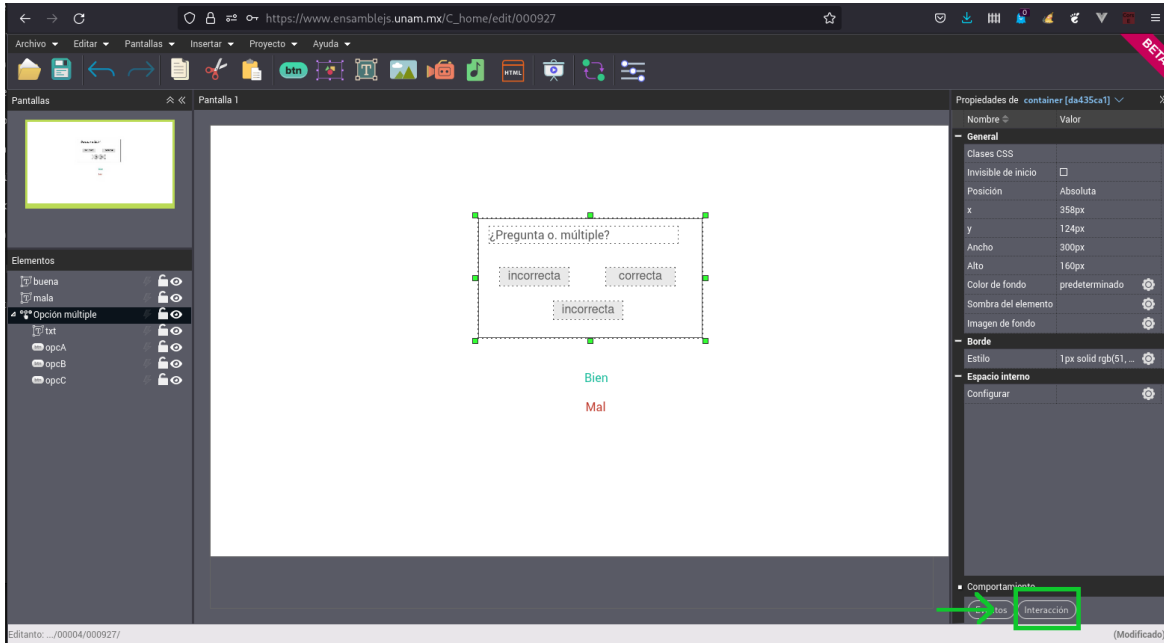 https://www.ensamblejs.unam.mx/C_home/edit/000927
Archivo Editar Pantallas Insertar Proyecto Ayuda
BETA
btn T HTML
Pantallas
Pantalla 1
Propiedades de container [da435ca1]
Nombre Valor
General
Clases CSS
Invisible de inicio
Posición Absoluta
x 358px
y 124px
Ancho 300px
Alto 160px
Color de fondo predeterminado
Sombra del elemento
Imagen de fondo
Borde
Estilo 1px solid rgb(51, ...
Espacio interno
Configurar
Elementos
buena
mala
Opción múltiple
txt
opcA
opcB
opcC
¿Pregunta o. múltiple?
incorrecta correcta
incorrecta
Bien
Mal
Comportamiento
Eventos Interacción
Editanto: .../00004/000927/
(Modificado)